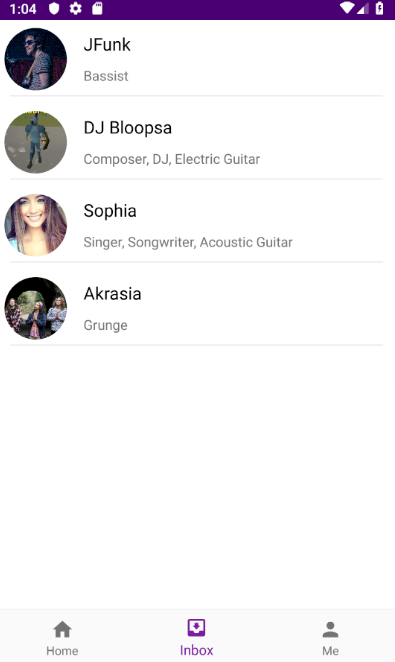 1:04
JFunk
Bassist
DJ Bloopsa
Composer, DJ, Electric Guitar
Sophia
Singer, Songwriter, Acoustic Guitar
Akrasia
Grunge
Home
Inbox
Me